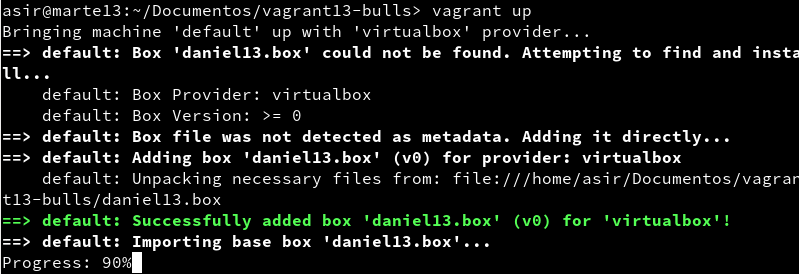 asir@marte13:~/Documentos/vagrant13-bulls> vagrant up
Bringing machine 'default' up with 'virtualbox' provider...
==> default: Box 'daniel13.box' could not be found. Attempting to find and insta
ll...
    default: Box Provider: virtualbox
    default: Box Version: >= 0
==> default: Box file was not detected as metadata. Adding it directly...
==> default: Adding box 'daniel13.box' (v0) for provider: virtualbox
    default: Unpacking necessary files from: file:///home/asir/Documentos/vagran
t13-bulls/daniel13.box
==> default: Successfully added box 'daniel13.box' (v0) for 'virtualbox'!
==> default: Importing base box 'daniel13.box'...
Progress: 90%